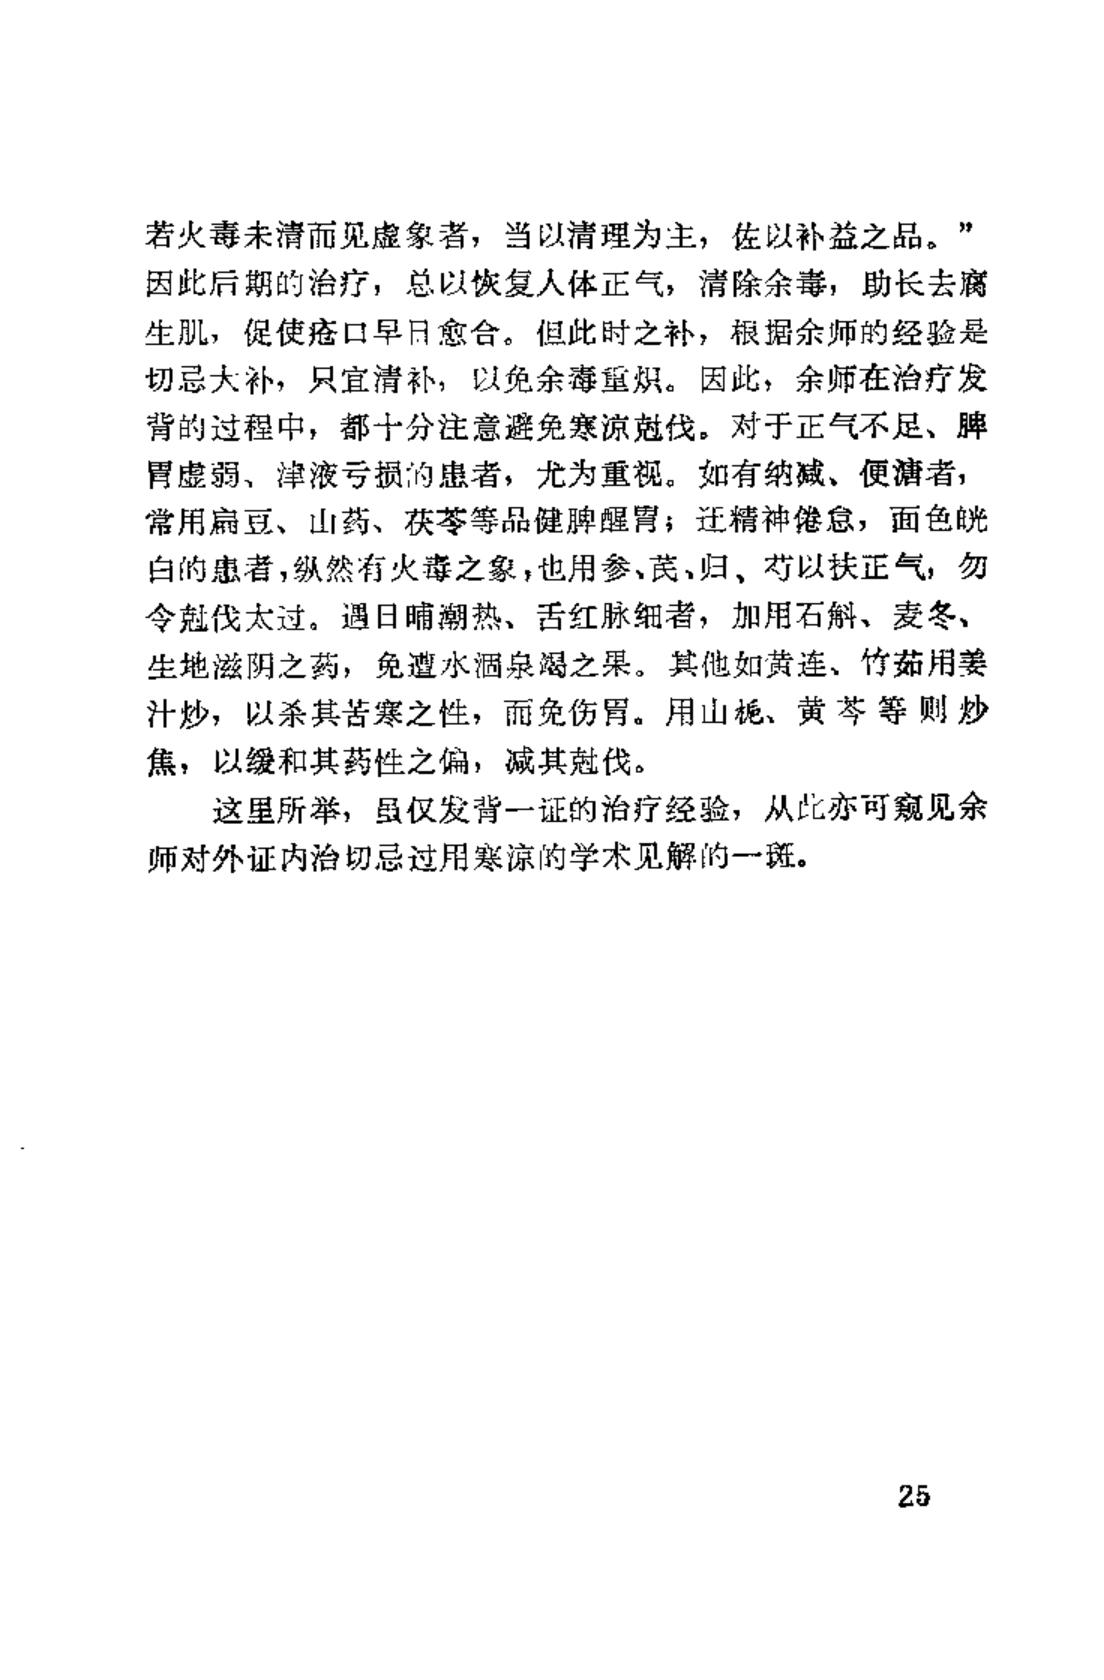 若火毒未清而见虚象者，当以清理为主，佐以补益之品。”
因此后期的治疗，总以恢复人体正气，清除余毒，助长去腐
生肌，促使疮口早日愈合。但此时之补，根据余师的经验是
切忌大补，只宜清补，以免余毒重炽。因此，余师在治疗发
背的过程中，都十分注意避免寒凉尅伐。对于正气不足、脾
胃虚弱、津液亏损的患者，尤为重视。如有纳减、便溏者，
常用扁豆、山药、茯苓等品健脾醒胃；迂精神倦怠，面色㿠
白的患者，纵然有火毒之象，也用参、芪、归、芍以扶正气，勿
令尅伐太过。遇日晡潮热、舌红脉细者，加用石斛、麦冬、
生地滋阴之药，免遭水涸泉竭之果。其他如黄连、竹茹用姜
汁炒，以杀其苦寒之性，而免伤胃。用山栀、黄芩等则炒
焦，以缓和其药性之偏，减其尅伐。
这里所举，虽仅发背一证的治疗经验，从此亦可窥见余
师对外证内治切忌过用寒凉的学术见解的一斑。
25